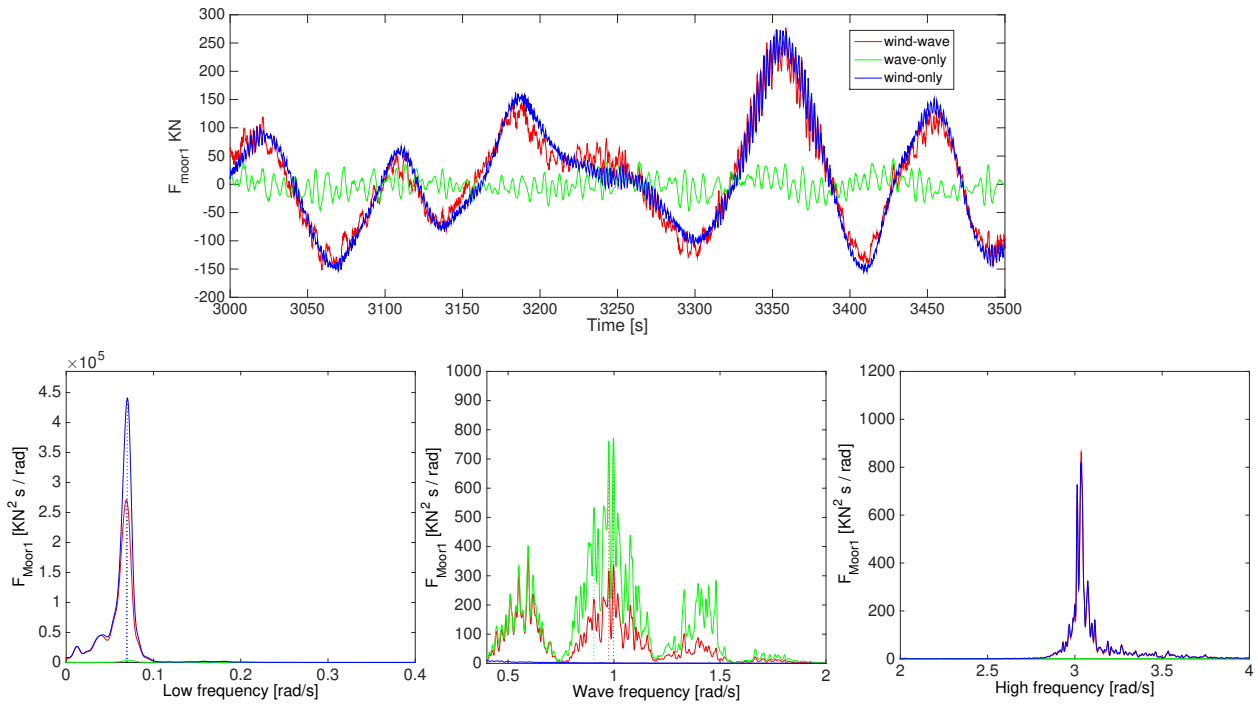 300
250
200
150
100
50
0
-50
-100
-150
-200
F_moor1 KN
wind-wave
wave-only
wind-only
3000 3050 3100 3150 3200 3250 3300 3350 3400 3450 3500
Time [s]
×10^5
4.5
4
3.5
3
2.5
2
1.5
1
0.5
0
F_Moor1 [KN^2 s / rad]
0 0.1 0.2 0.3 0.4
Low frequency [rad/s]
1000
900
800
700
600
500
400
300
200
100
0
F_Moor1 [KN^2 s / rad]
0.5 1 1.5 2
Wave frequency [rad/s]
1200
1000
800
600
400
200
0
F_Moor1 [KN^2 s / rad]
2 2.5 3 3.5 4
High frequency [rad/s]